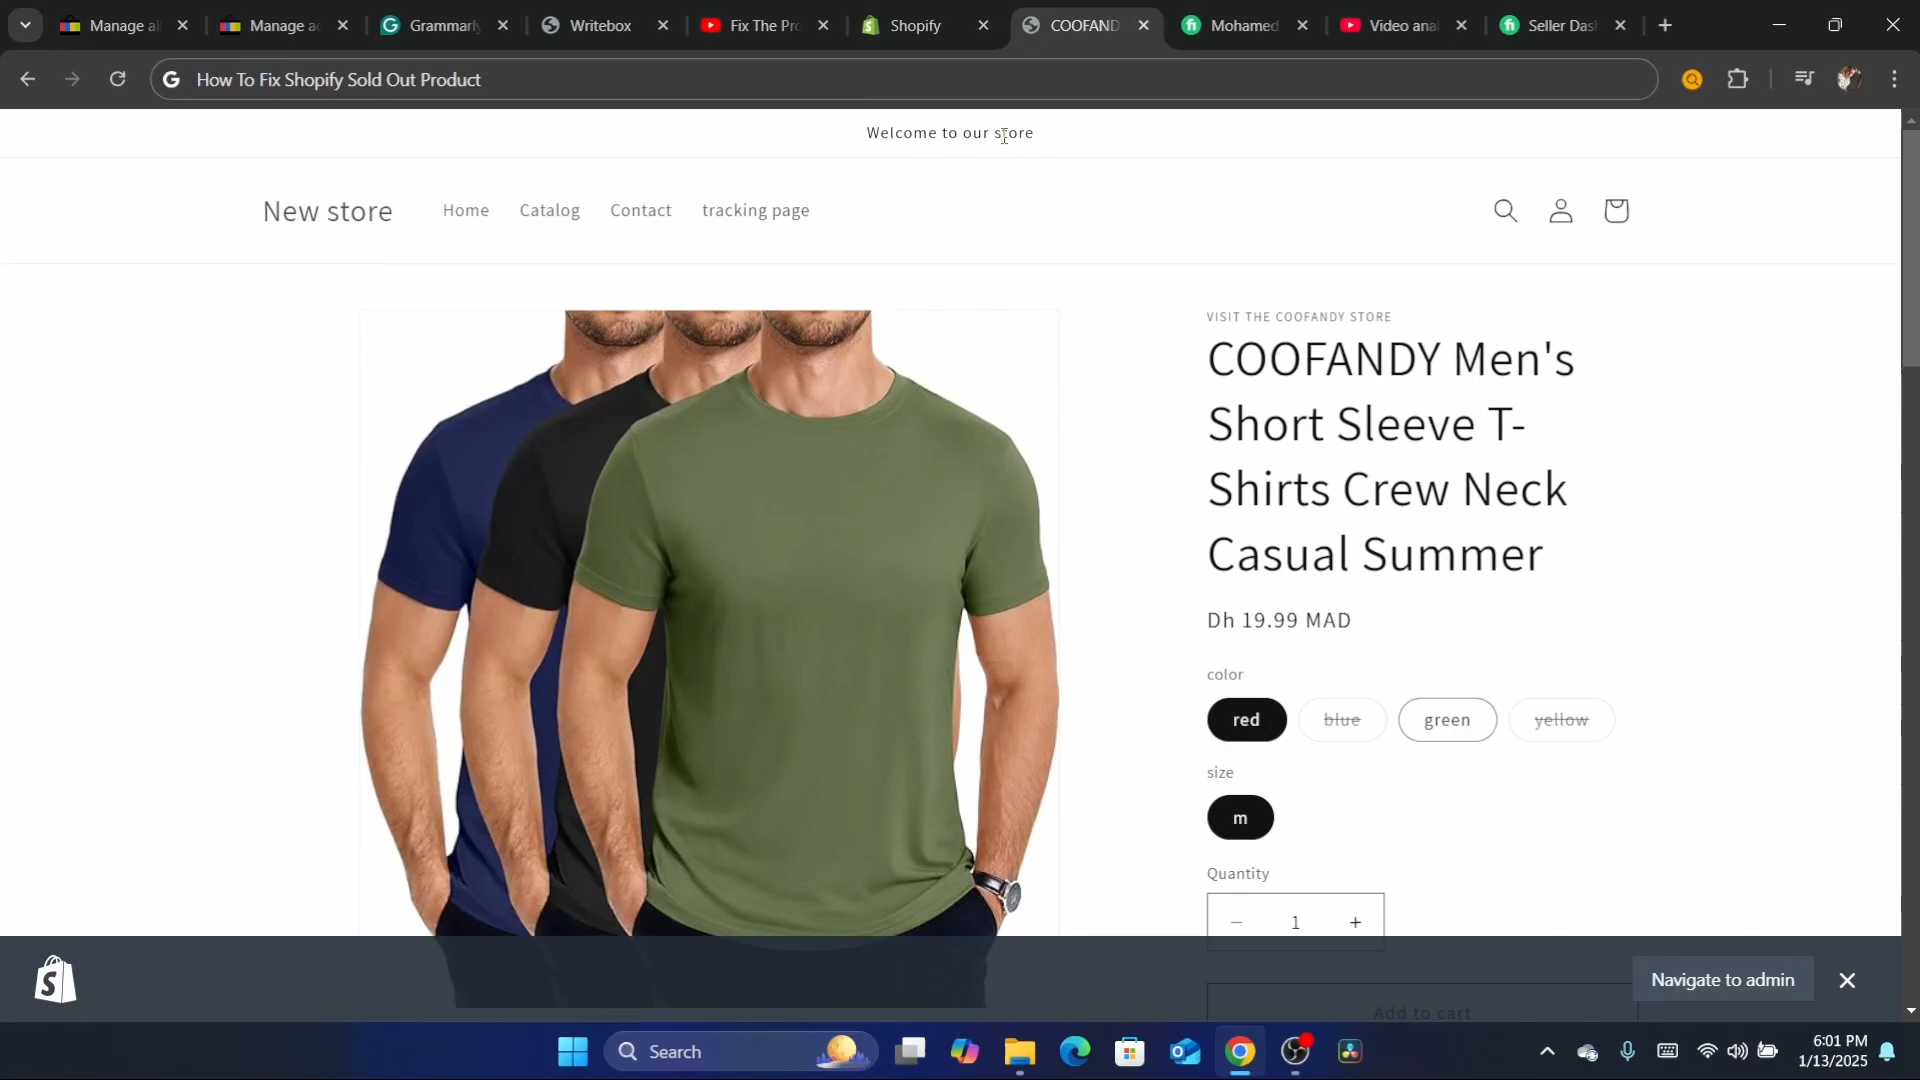 Manage al
Manage ac
Grammarly
Writebox
Fix The Pro
Shopify
COOFAND
Mohamed
Video anal
Seller Das
How To Fix Shopify Sold Out Product
Welcome to our store
New store
Home
Catalog
Contact
tracking page
VISIT THE COOFANDY STORE
COOFANDY Men's
Short Sleeve T-
Shirts Crew Neck
Casual Summer
Dh 19.99 MAD
color
red
blue
green
yellow
size
m
Quantity
1
Add to cart
Navigate to admin
Search
6:01 PM
1/13/2025